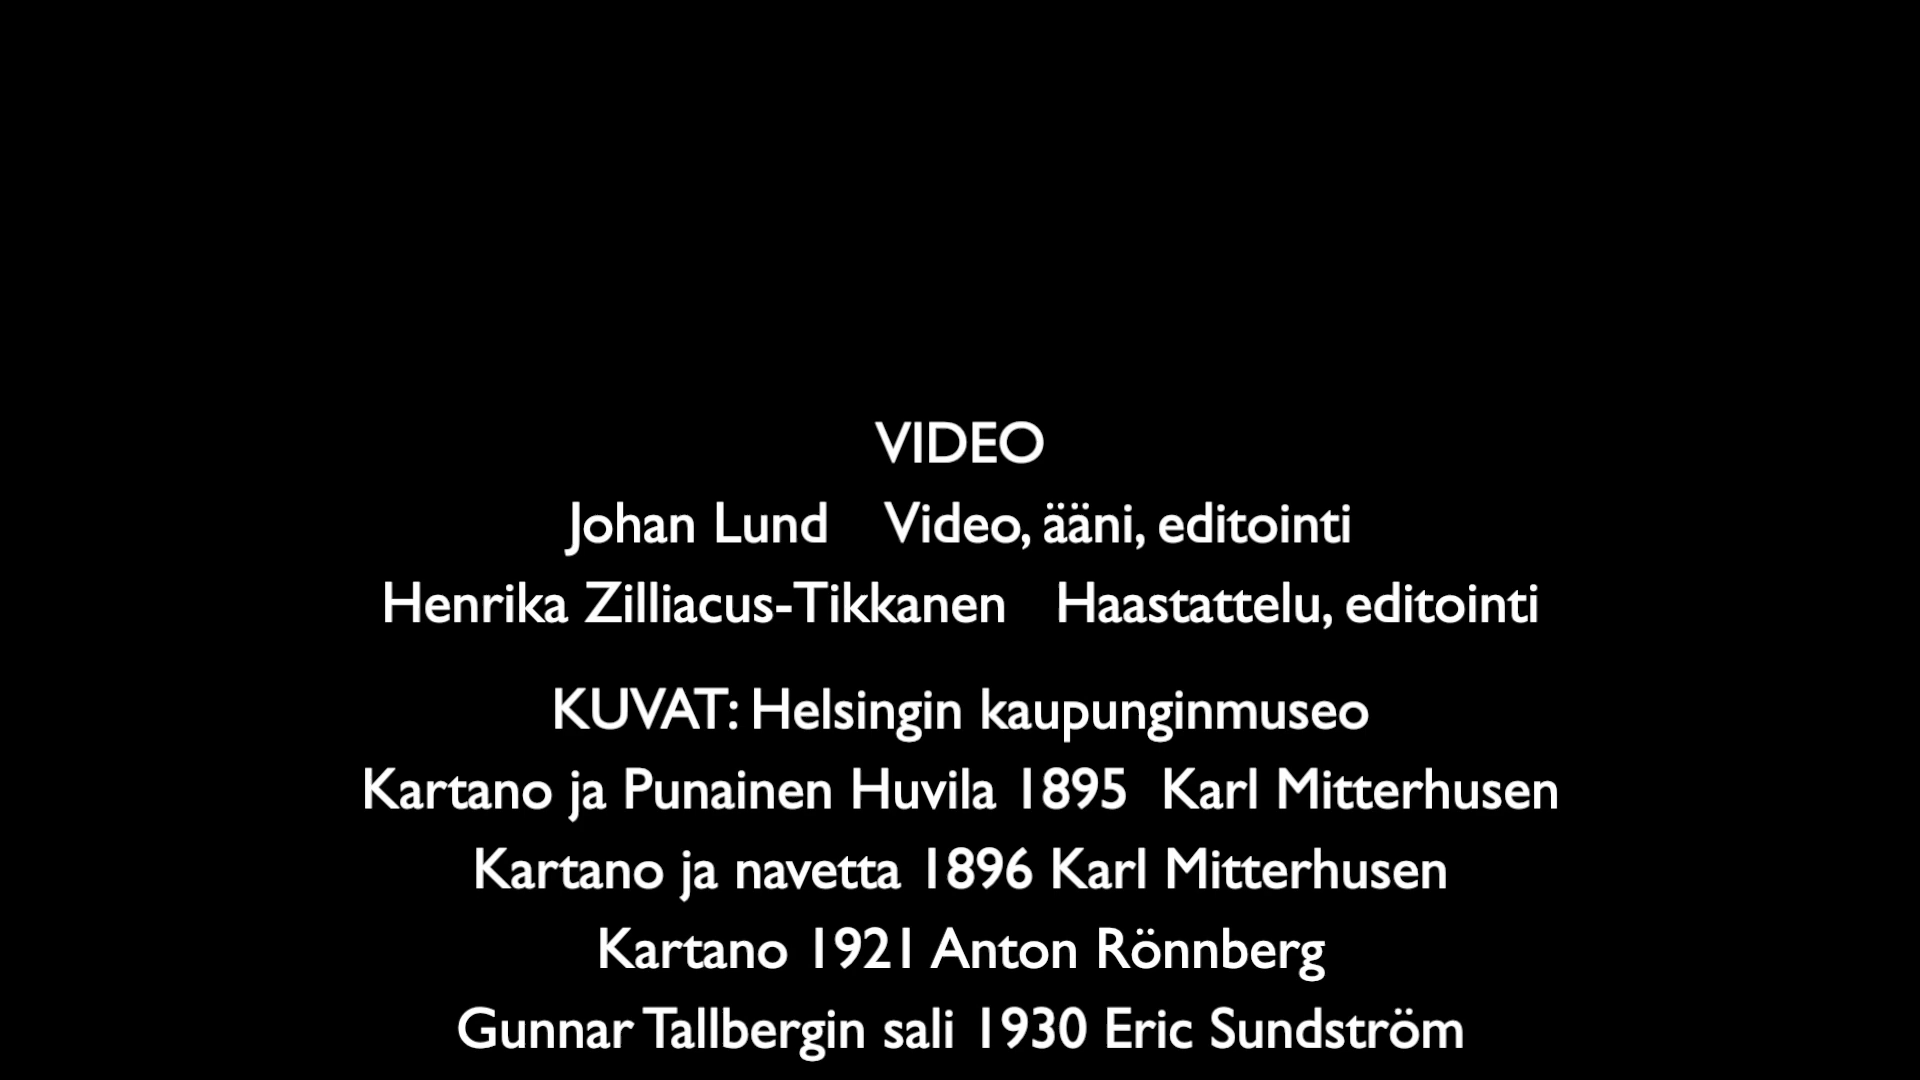 VIDEO
Johan Lund Video, ääni, editointi
Henrika Zilliacus-Tikkanen Haastattelu, editointi
KUVAT: Helsingin kaupunginmuseo
Kartano ja Punainen Huvila 1895 Karl Mitterhusen
Kartano ja navetta 1896 Karl Mitterhusen
Kartano 1921 Anton Rönnberg
Gunnar Tallbergin sali 1930 Eric Sundström